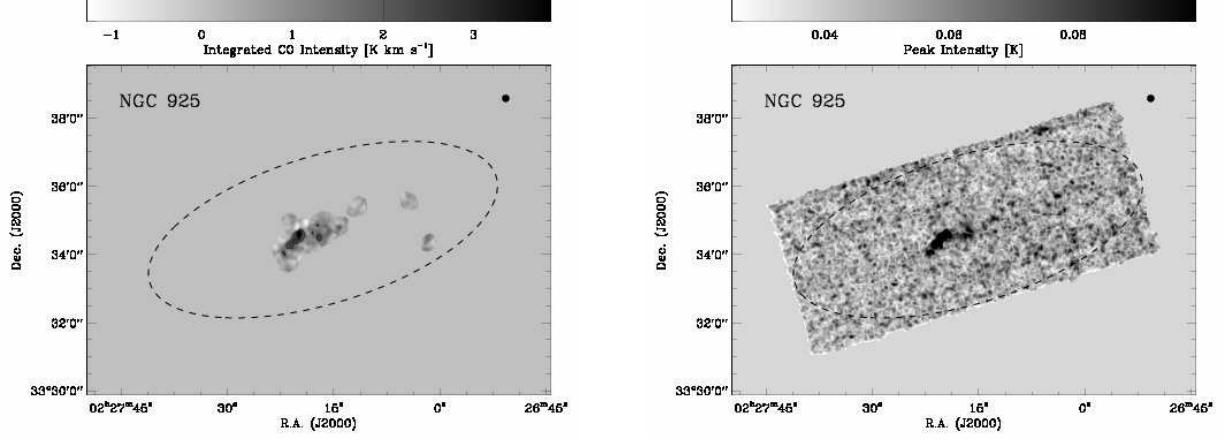 −1 0 1 2 3
Integrated CO Intensity [K km s⁻¹]
NGC 925
38'0"
36'0"
34'0"
32'0"
33°30'0"
Dec. (J2000)
02ʰ27ᵐ45ˢ 30ˢ 15ˢ 0ˢ 26ᵐ45ˢ
R.A. (J2000)
0.04 0.06 0.08
Peak Intensity [K]
NGC 925
38'0"
36'0"
34'0"
32'0"
33°30'0"
Dec. (J2000)
02ʰ27ᵐ45ˢ 30ˢ 15ˢ 0ˢ 26ᵐ45ˢ
R.A. (J2000)